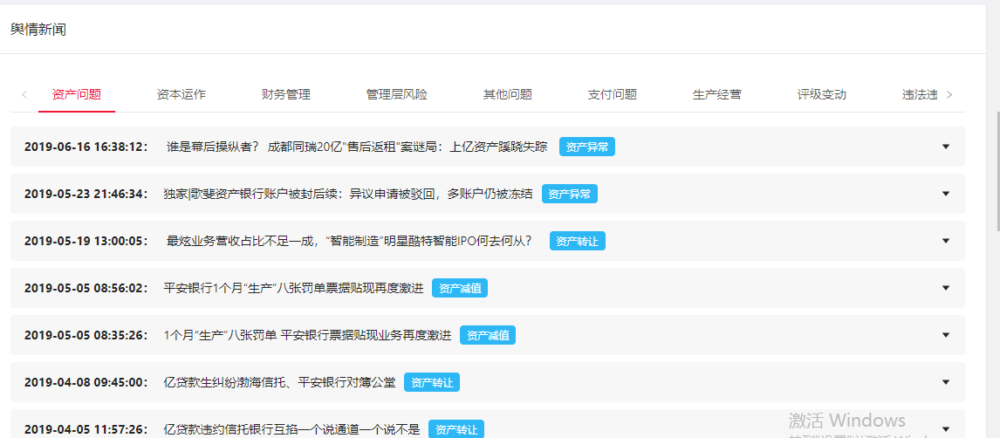 舆情新闻
资产问题 资本运作 财务管理 管理层风险 其他问题 支付问题 生产经营 评级变动 违法违
2019-06-16 16:38:12： 谁是幕后操纵者？ 成都同瑞20亿"售后返租"案谜局：上亿资产蹊跷失踪 资产异常
2019-05-23 21:46:34： 独家|歌斐资产银行账户被封后续：异议申请被驳回，多账户仍被冻结 资产异常
2019-05-19 13:00:05： 最炫业务营收占比不足一成，“智能制造”明星酷特智能IPO何去何从？ 资产转让
2019-05-05 08:56:02： 平安银行1个月“生产”八张罚单票据贴现再度激进 资产减值
2019-05-05 08:35:26： 1个月“生产”八张罚单 平安银行票据贴现业务再度激进 资产减值
2019-04-08 09:45:00： 亿贷款生纠纷渤海信托、平安银行对簿公堂 资产转让
2019-04-05 11:57:26： 亿贷款违约信托银行互掐一个说通道一个说不是 资产转让
激活 Windows